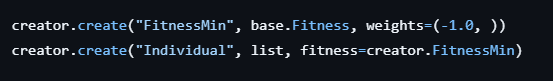 creator.create("FitnessMin", base.Fitness, weights=(-1.0, ))
creator.create("Individual", list, fitness=creator.FitnessMin)